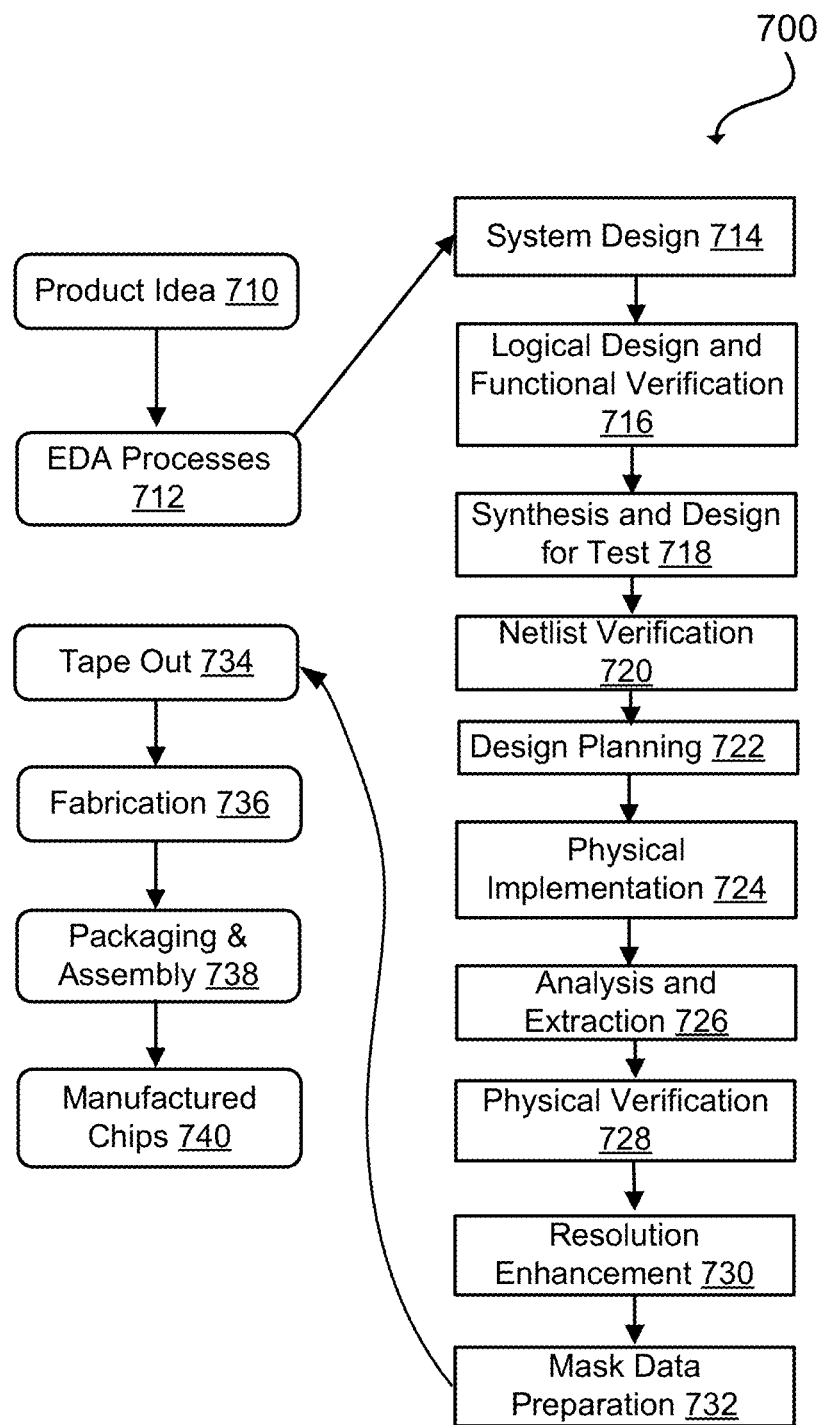 700
Product Idea 710
EDA Processes
712
System Design 714
Logical Design and
Functional Verification
716
Synthesis and Design
for Test 718
Netlist Verification
720
Design Planning 722
Physical
Implementation 724
Analysis and
Extraction 726
Physical Verification
728
Resolution
Enhancement 730
Mask Data
Preparation 732
Tape Out 734
Fabrication 736
Packaging &
Assembly 738
Manufactured
Chips 740